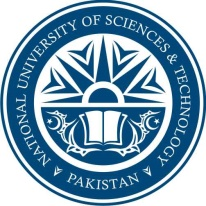 NATIONAL UNIVERSITY OF SCIENCES & TECHNOLOGY
PAKISTAN